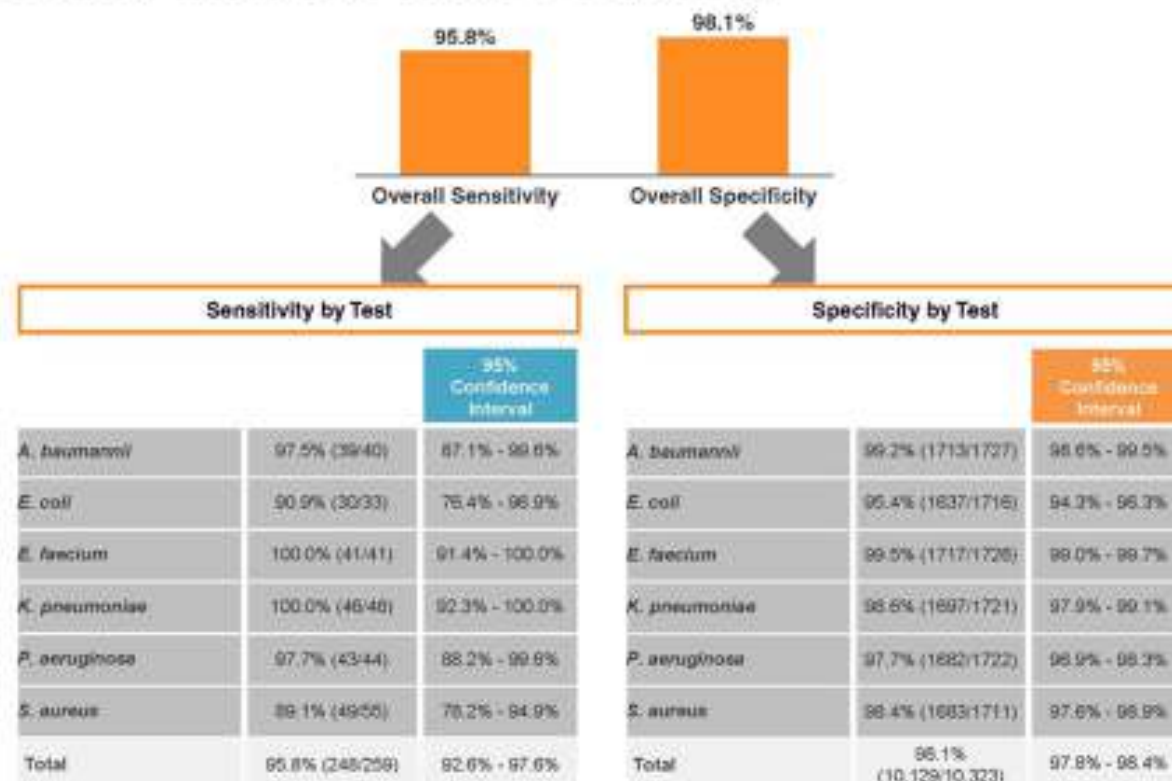 95.8%
98.1%
Overall Sensitivity
Overall Specificity
Sensitivity by Test
95%
Confidence
Interval
A. baumannii 97.5% (39/40) 87.1% - 99.6%
E. coli 90.9% (30/33) 76.4% - 96.9%
E. faecium 100.0% (41/41) 91.4% - 100.0%
K. pneumoniae 100.0% (46/46) 92.3% - 100.0%
P. aeruginosa 97.7% (43/44) 88.2% - 99.6%
S. aureus 89.1% (49/55) 78.2% - 94.9%
Total 95.8% (248/259) 92.6% - 97.6%
Specificity by Test
95%
Confidence
Interval
A. baumannii 99.2% (1713/1727) 98.6% - 99.5%
E. coli 95.4% (1637/1716) 94.3% - 96.3%
E. faecium 99.5% (1717/1726) 99.0% - 99.7%
K. pneumoniae 98.6% (1697/1721) 97.9% - 99.1%
P. aeruginosa 97.7% (1682/1722) 96.9% - 98.3%
S. aureus 98.4% (1683/1711) 97.6% - 98.9%
Total 98.1%
(10,129/10,323) 97.8% - 98.4%